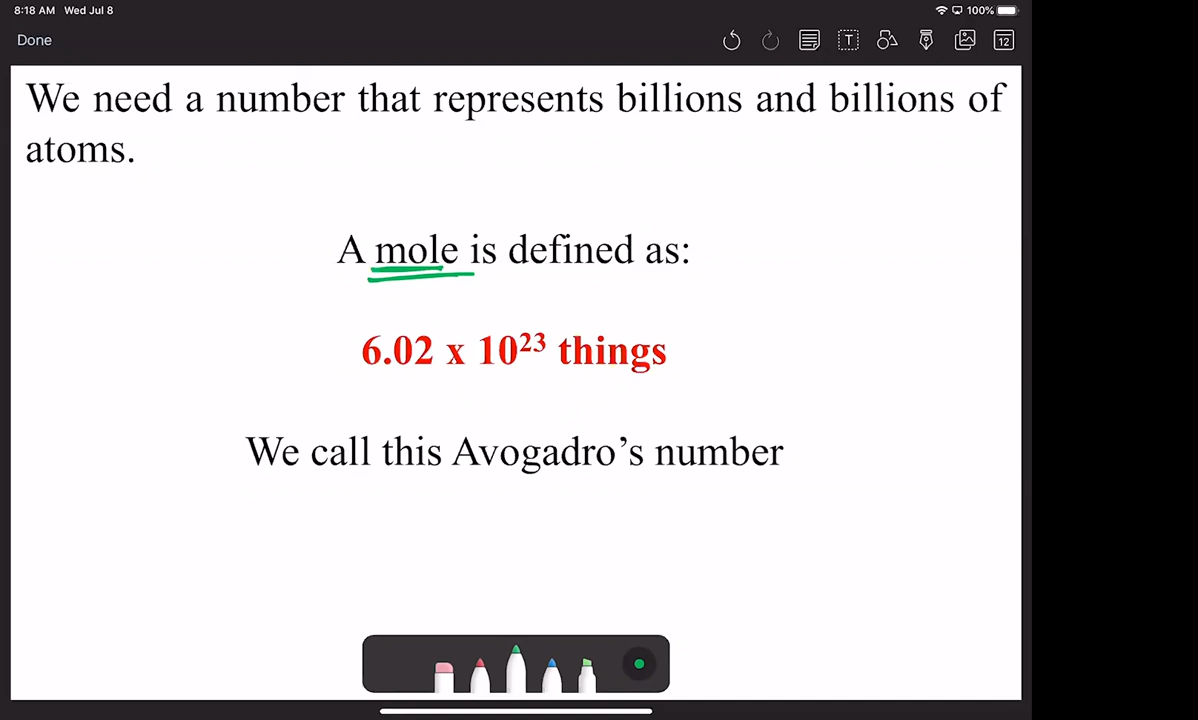 8:18 AM Wed Jul 8 100%
Done T 12
We need a number that represents billions and billions of
atoms.
A mole is defined as:
6.02 x 10²³ things
We call this Avogadro’s number